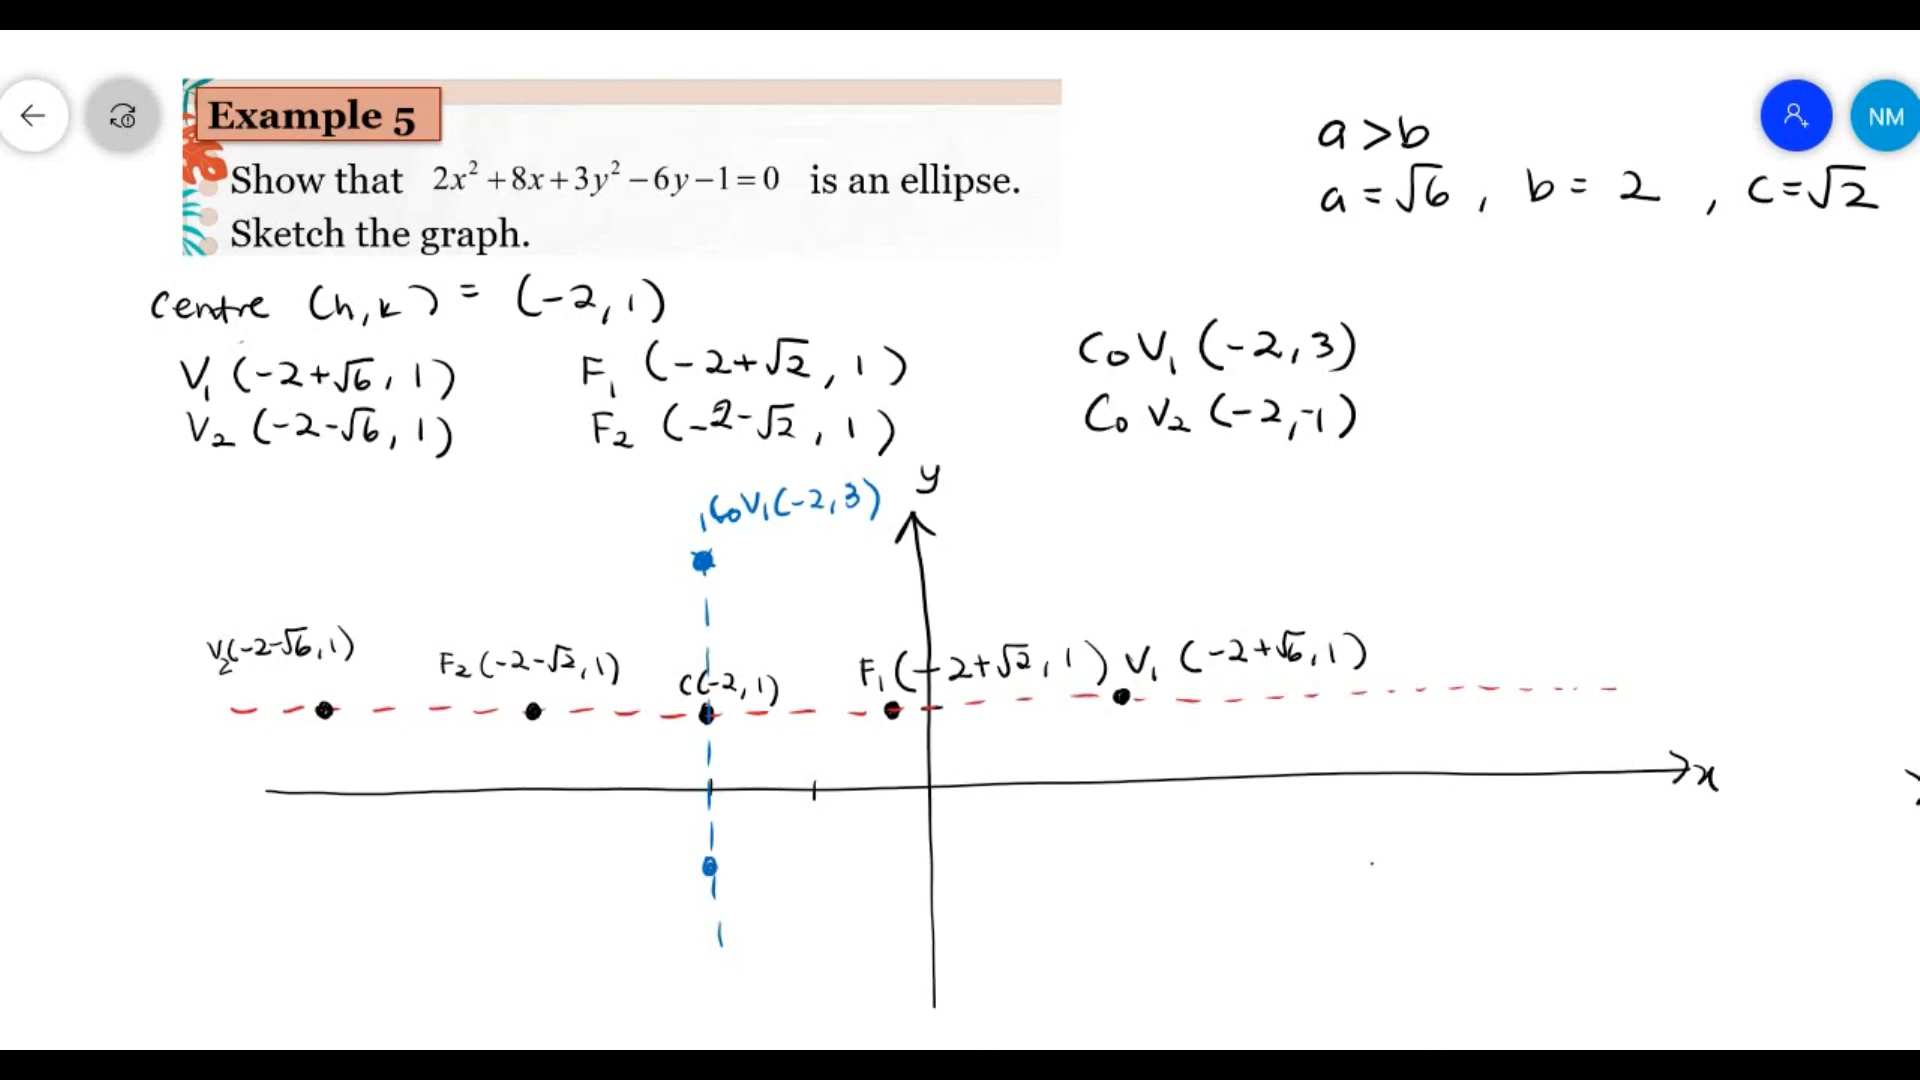 Example 5
Show that 2x² + 8x + 3y² − 6y − 1 = 0 is an ellipse.
Sketch the graph.
a > b
a = √6 , b = 2 , c = √2
NM
Centre (h, k) = (-2, 1)
V₁ (-2+√6, 1)
V₂ (-2-√6, 1)
F₁ (-2+√2, 1)
F₂ (-2-√2, 1)
CoV₁ (-2, 3)
CoV₂ (-2, -1)
y
CoV₁(-2, 3)
V₂(-2-√6, 1)
F₂(-2-√2, 1)
C(-2, 1)
F₁(-2+√2, 1)
V₁ (-2+√6, 1)
x